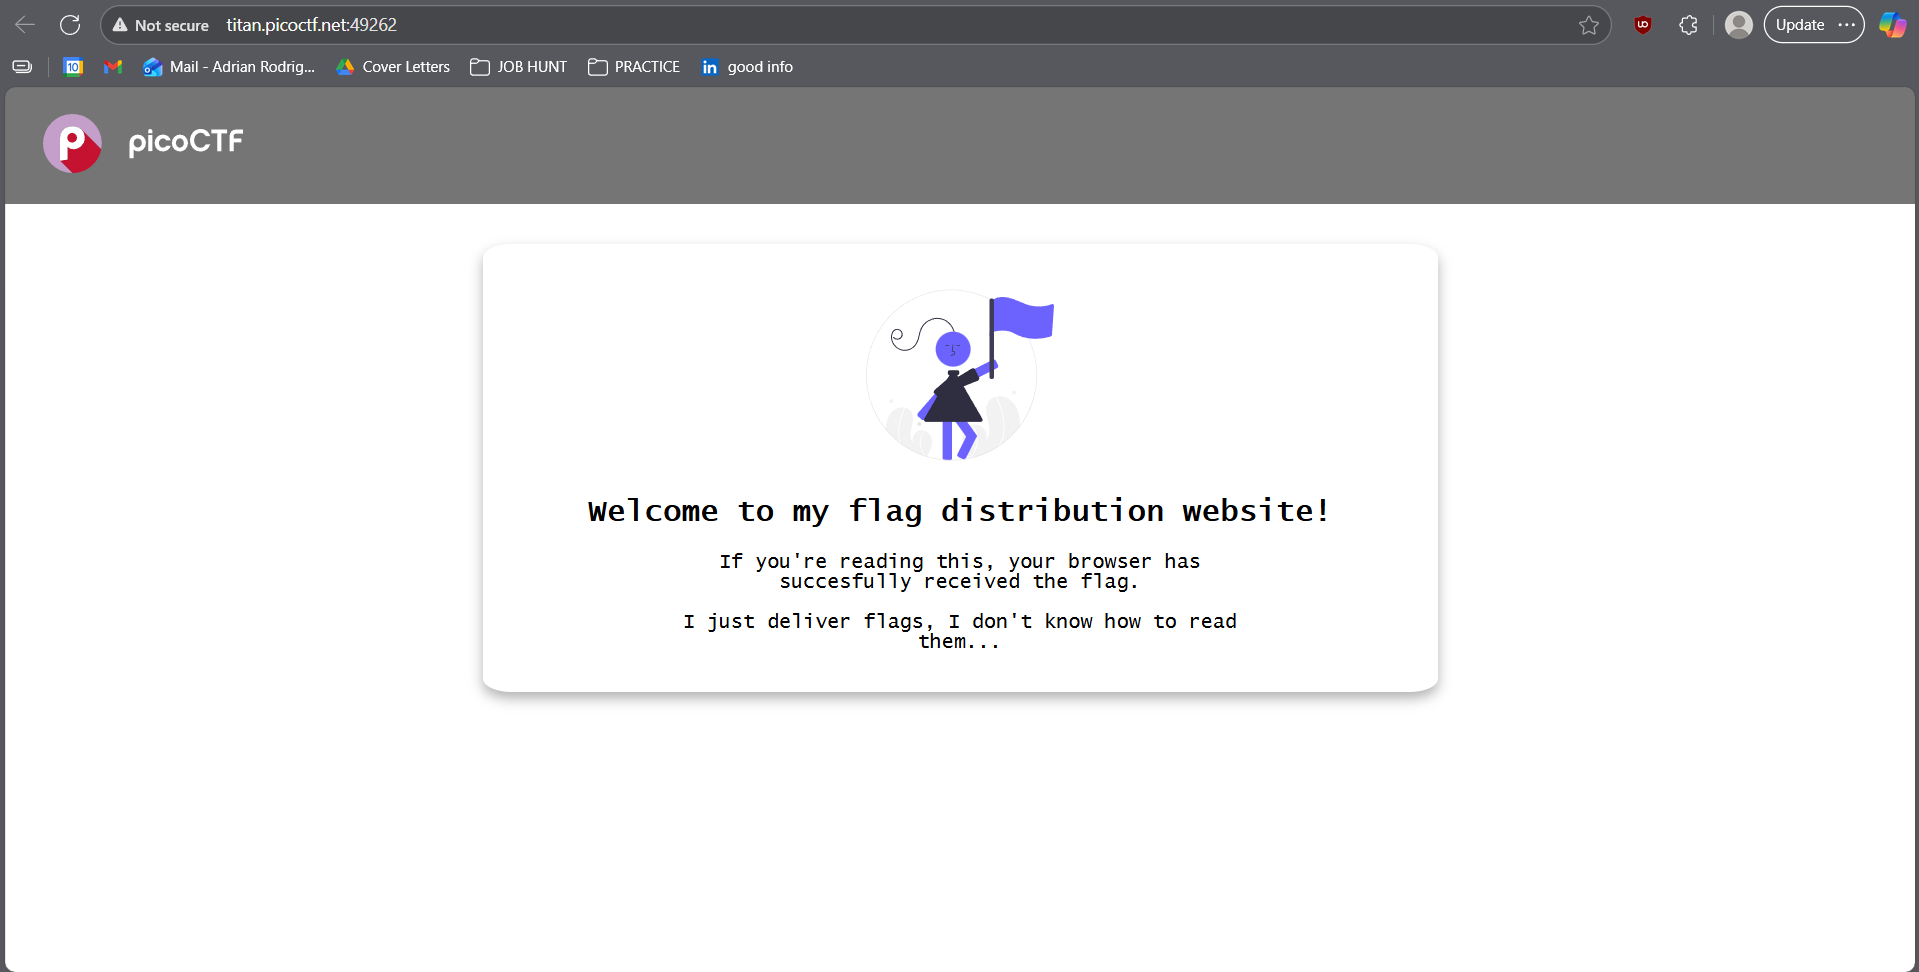 Not secure titan.picoctf.net:49262 Update
10 Mail - Adrian Rodrig... Cover Letters JOB HUNT PRACTICE in good info
picoCTF
Welcome to my flag distribution website!
If you're reading this, your browser has
succesfully received the flag.
I just deliver flags, I don't know how to read
them...